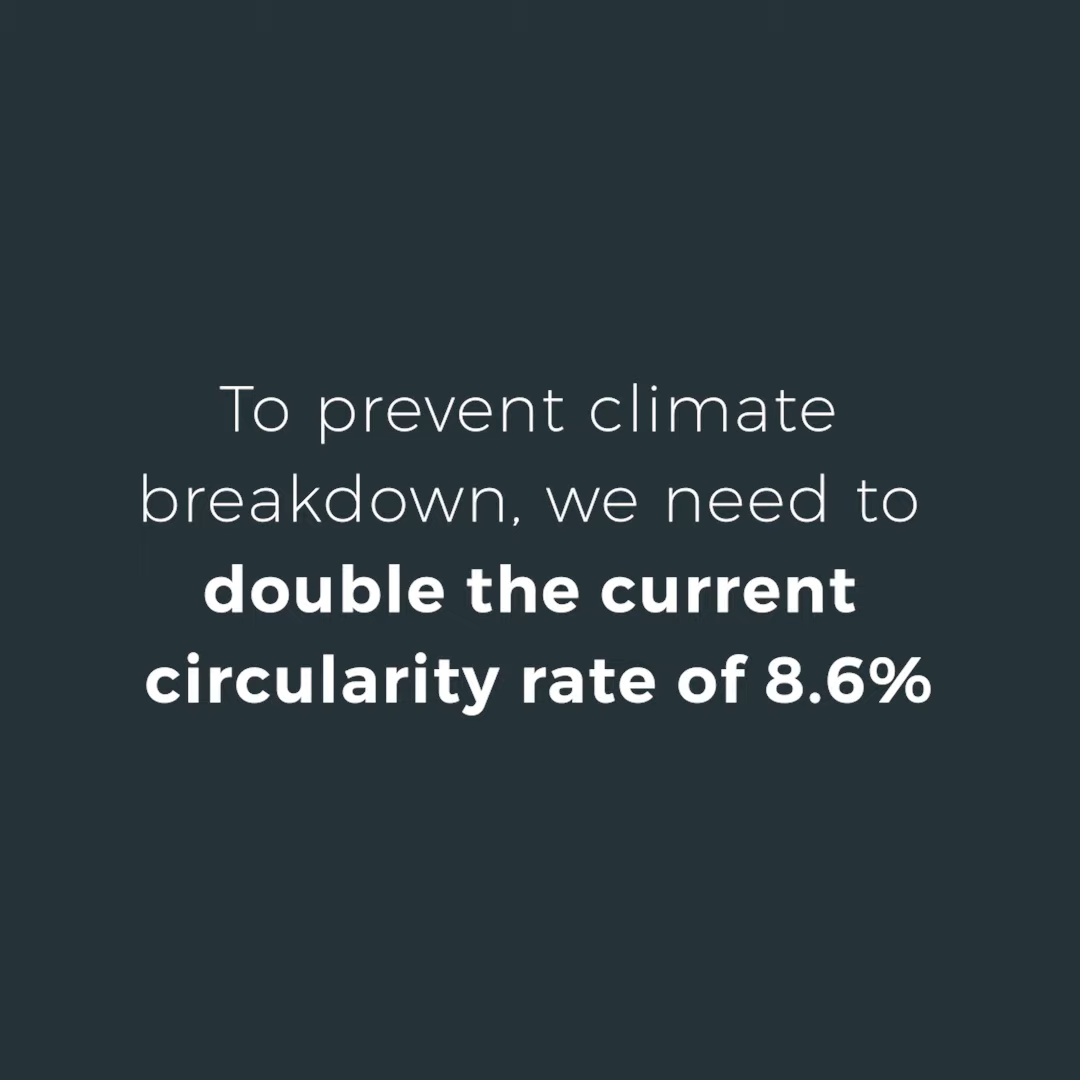 To prevent climate
breakdown, we need to
double the current
circularity rate of 8.6%